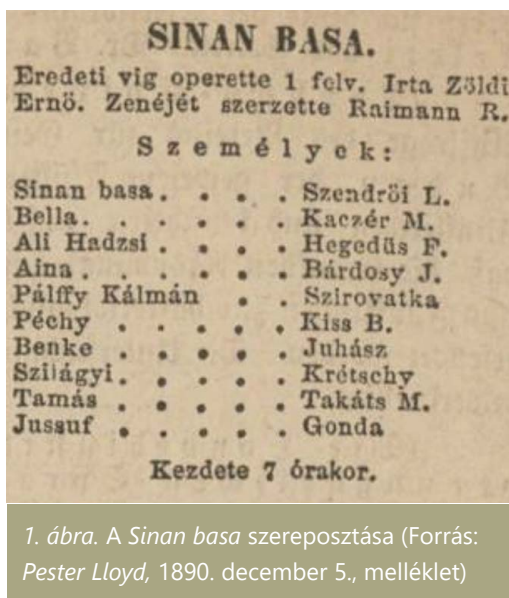 SINAN BASA.
Eredeti vig operette 1 felv. Irta Zöldi
Ernö. Zenéjét szerzette Raimann R.
Személyek:
Sinan basa . . . . Szendröi L.
Bella. . . . . . Kaczér M.
Ali Hadzsi . . . . Hegedüs F.
Aina . . . . . Bárdosy J.
Pálffy Kálmán . . Szirovatka
Péchy . . . . . Kiss B.
Benke . . . . . Juhász
Szilágyi. . . . . Krétschy
Tamás . . . . . Takáts M.
Jussuf . . . . . Gonda
Kezdete 7 órakor.
1. ábra. A Sinan basa szereposztása (Forrás:
Pester Lloyd, 1890. december 5., melléklet)